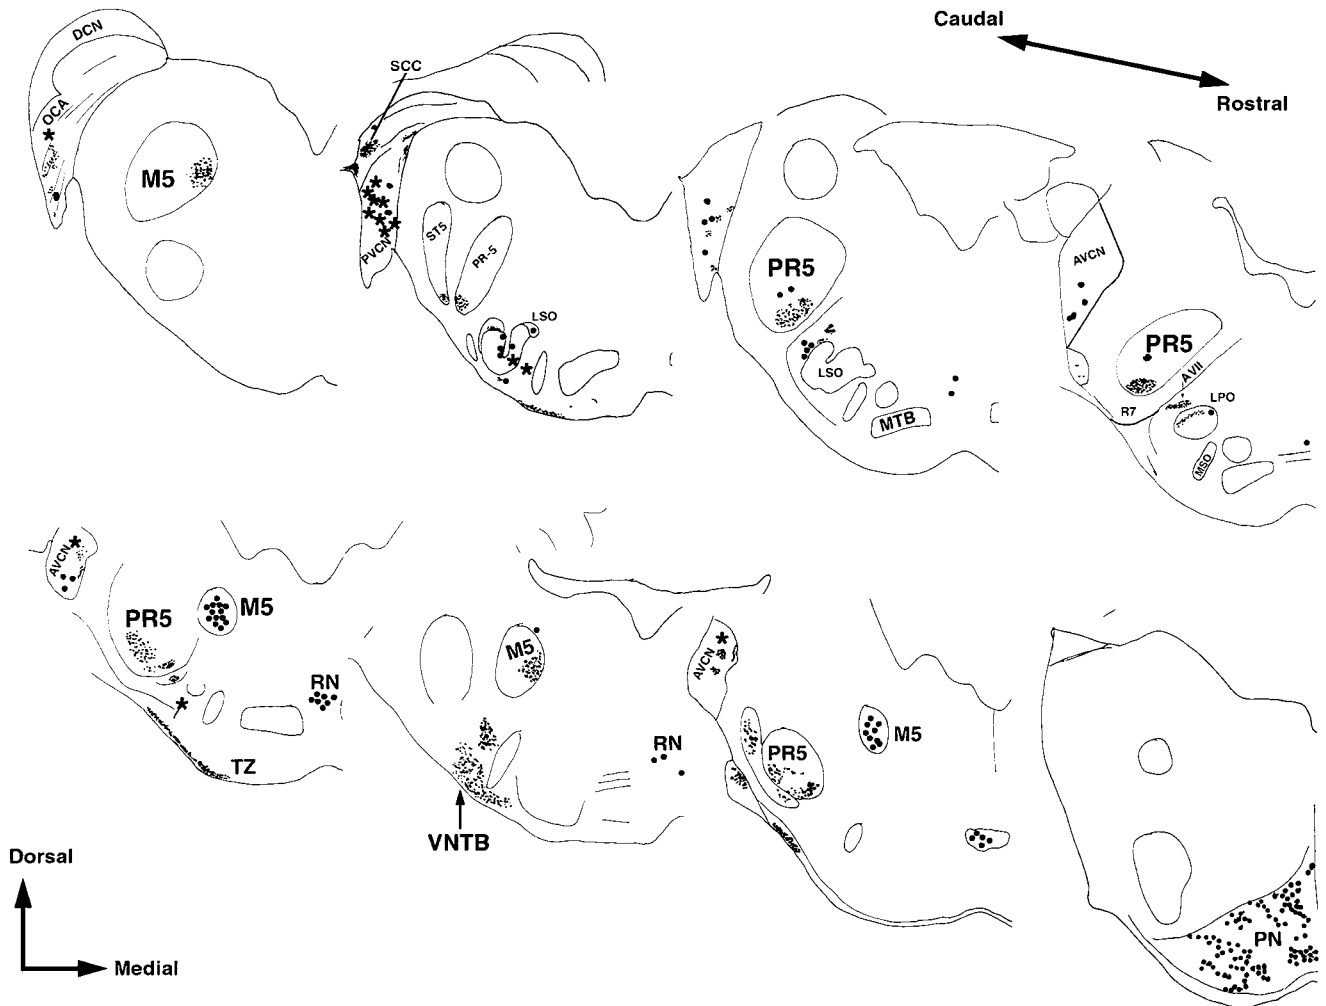 DCN
OCA
M5
SCC
PVCN
ST5
PR-5
LSO
Caudal
Rostral
PR5
LSO
MTB
AVCN
PR5
AVII
R7
LPO
MSO
AVCN
PR5
M5
RN
TZ
M5
RN
VNTB
AVCN
PR5
M5
PN
Dorsal
Medial